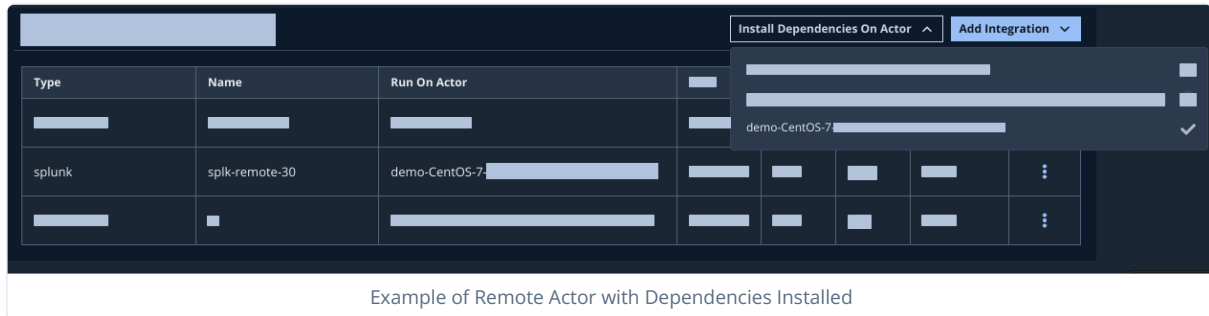 Install Dependencies On Actor Add Integration
Type Name Run On Actor
demo-CentOS-7-
splunk splk-remote-30 demo-CentOS-7-
Example of Remote Actor with Dependencies Installed